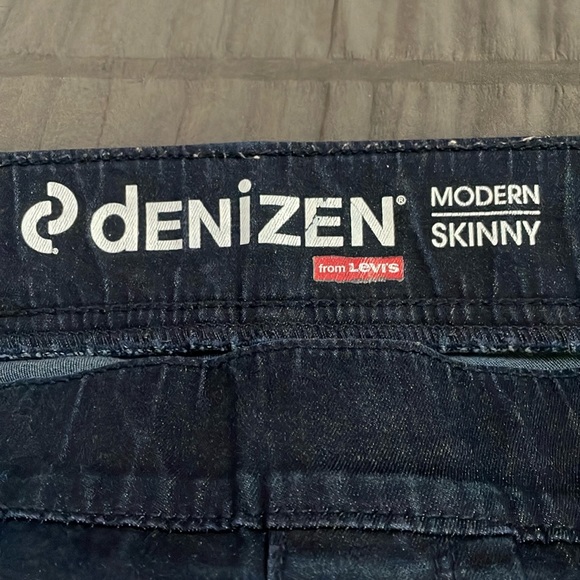 dENiZEN®
from Levi's
MODERN
SKINNY